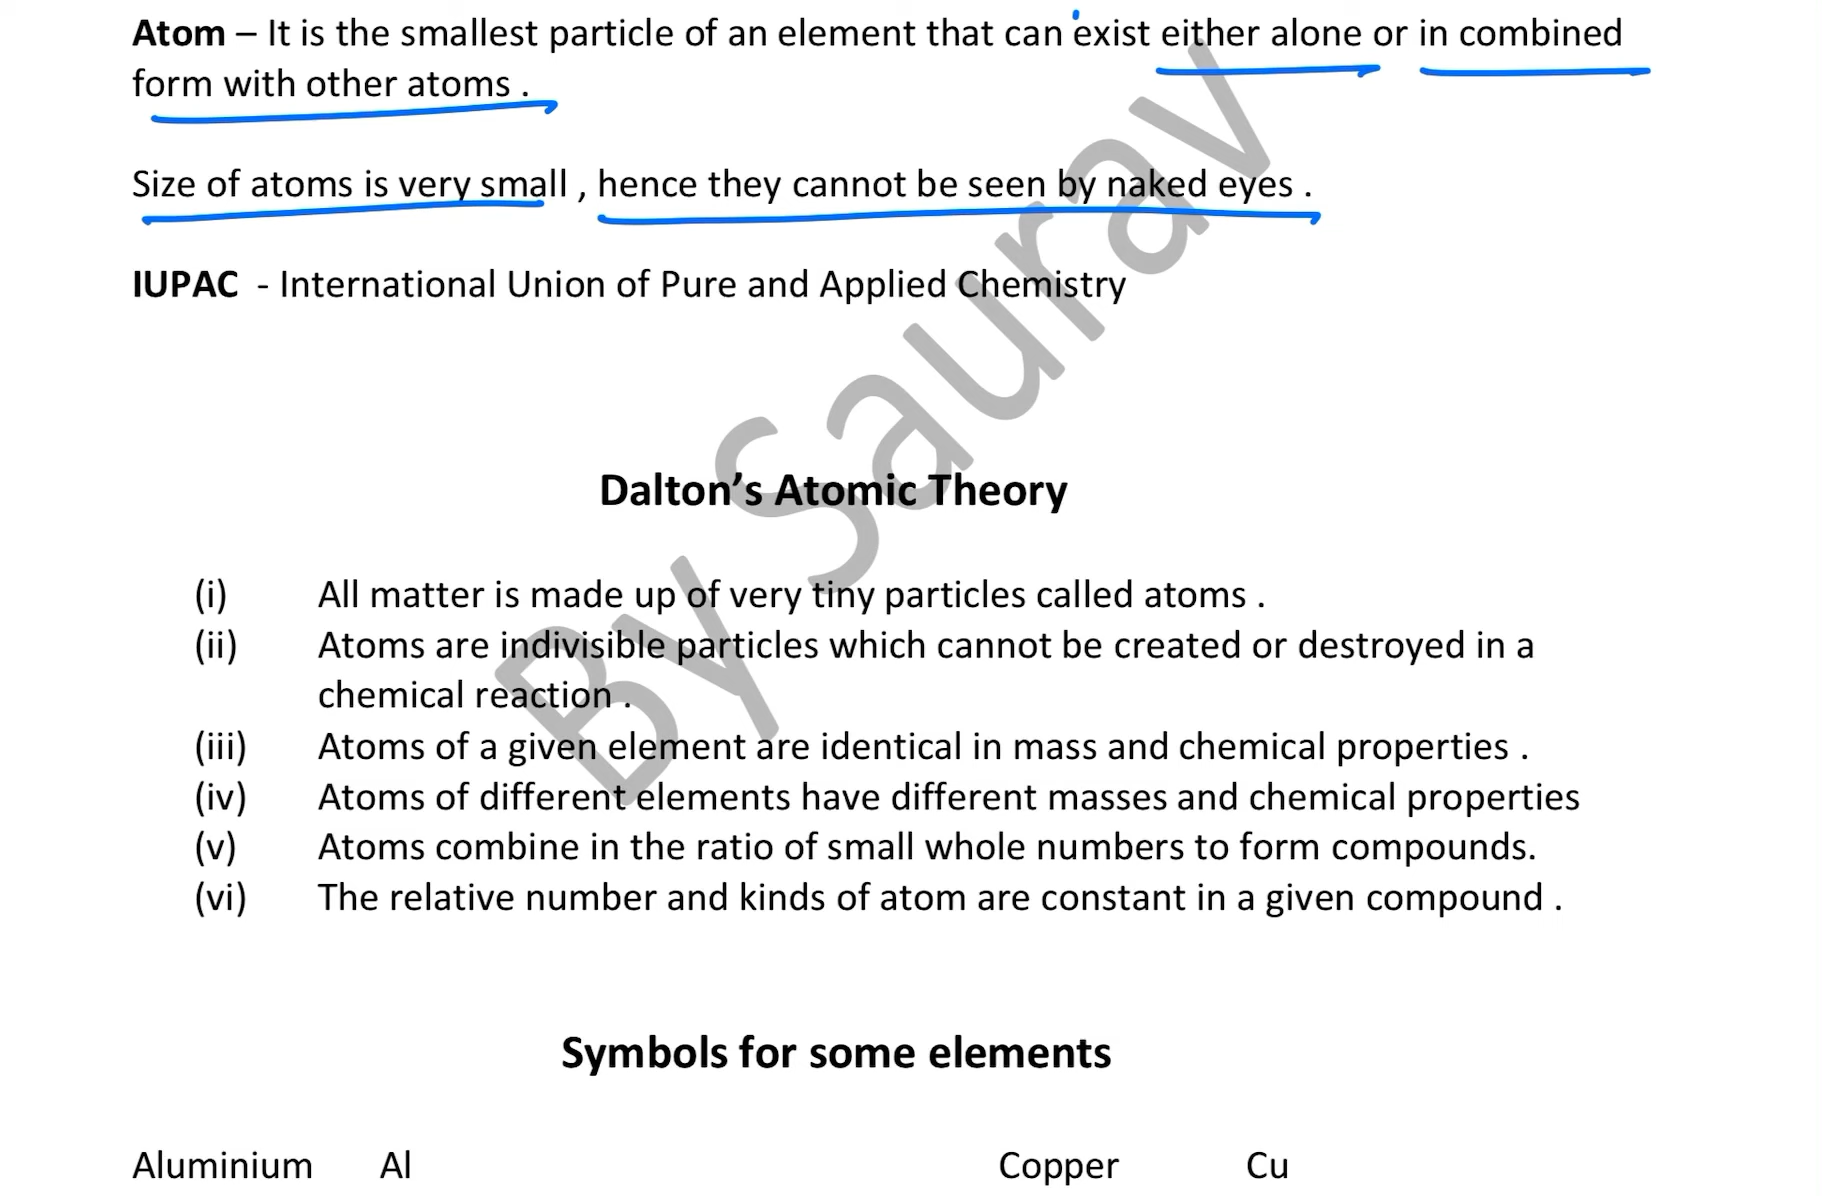 Atom – It is the smallest particle of an element that can exist either alone or in combined
form with other atoms .
Size of atoms is very small , hence they cannot be seen by naked eyes .
IUPAC - International Union of Pure and Applied Chemistry
By Saurav
Dalton's Atomic Theory
(i) All matter is made up of very tiny particles called atoms .
(ii) Atoms are indivisible particles which cannot be created or destroyed in a
chemical reaction .
(iii) Atoms of a given element are identical in mass and chemical properties .
(iv) Atoms of different elements have different masses and chemical properties
(v) Atoms combine in the ratio of small whole numbers to form compounds.
(vi) The relative number and kinds of atom are constant in a given compound .
Symbols for some elements
Aluminium Al Copper Cu